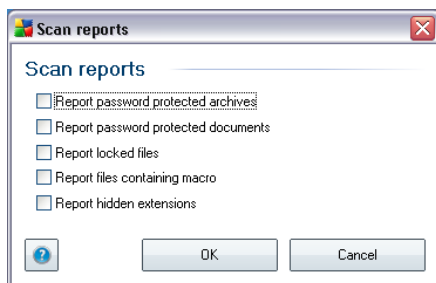 Scan reports
Scan reports
Report password protected archives
Report password protected documents
Report locked files
Report files containing macro
Report hidden extensions
?
OK
Cancel